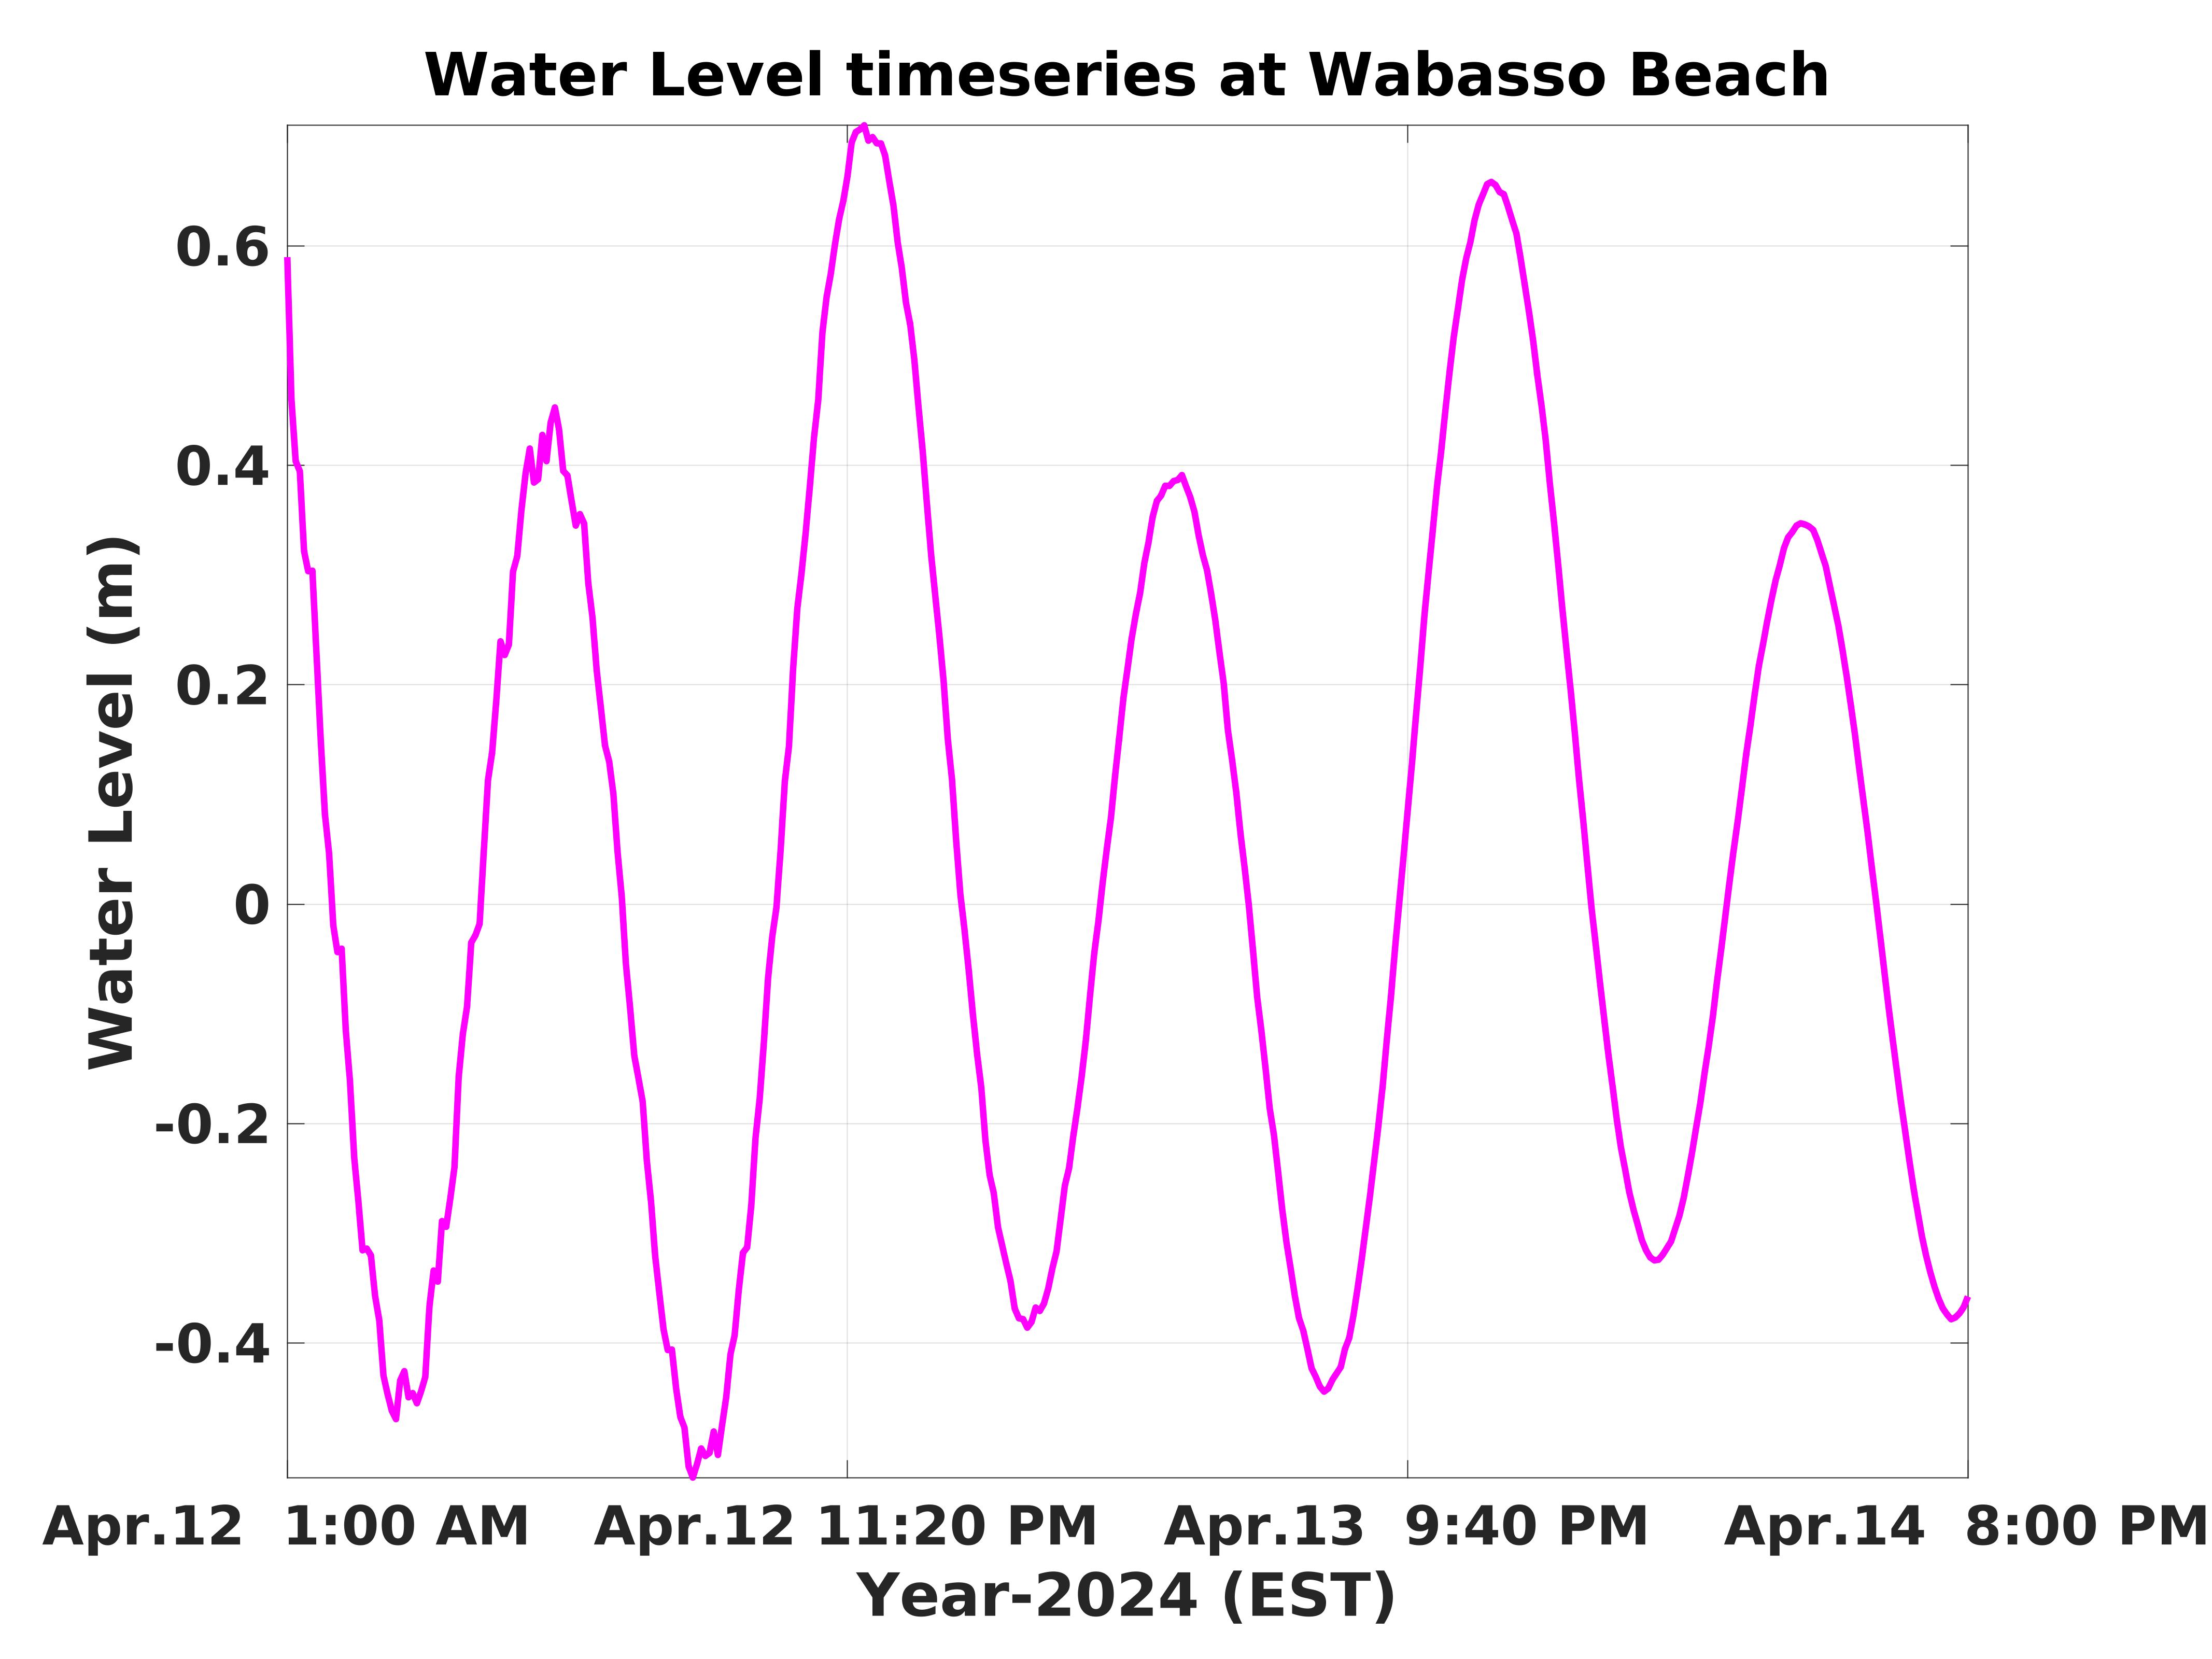 Water Level timeseries at Wabasso Beach
0.6
0.4
0.2
0
-0.2
-0.4
Water Level (m)
Apr.12 1:00 AM Apr.12 11:20 PM Apr.13 9:40 PM Apr.14 8:00 PM
Year-2024 (EST)